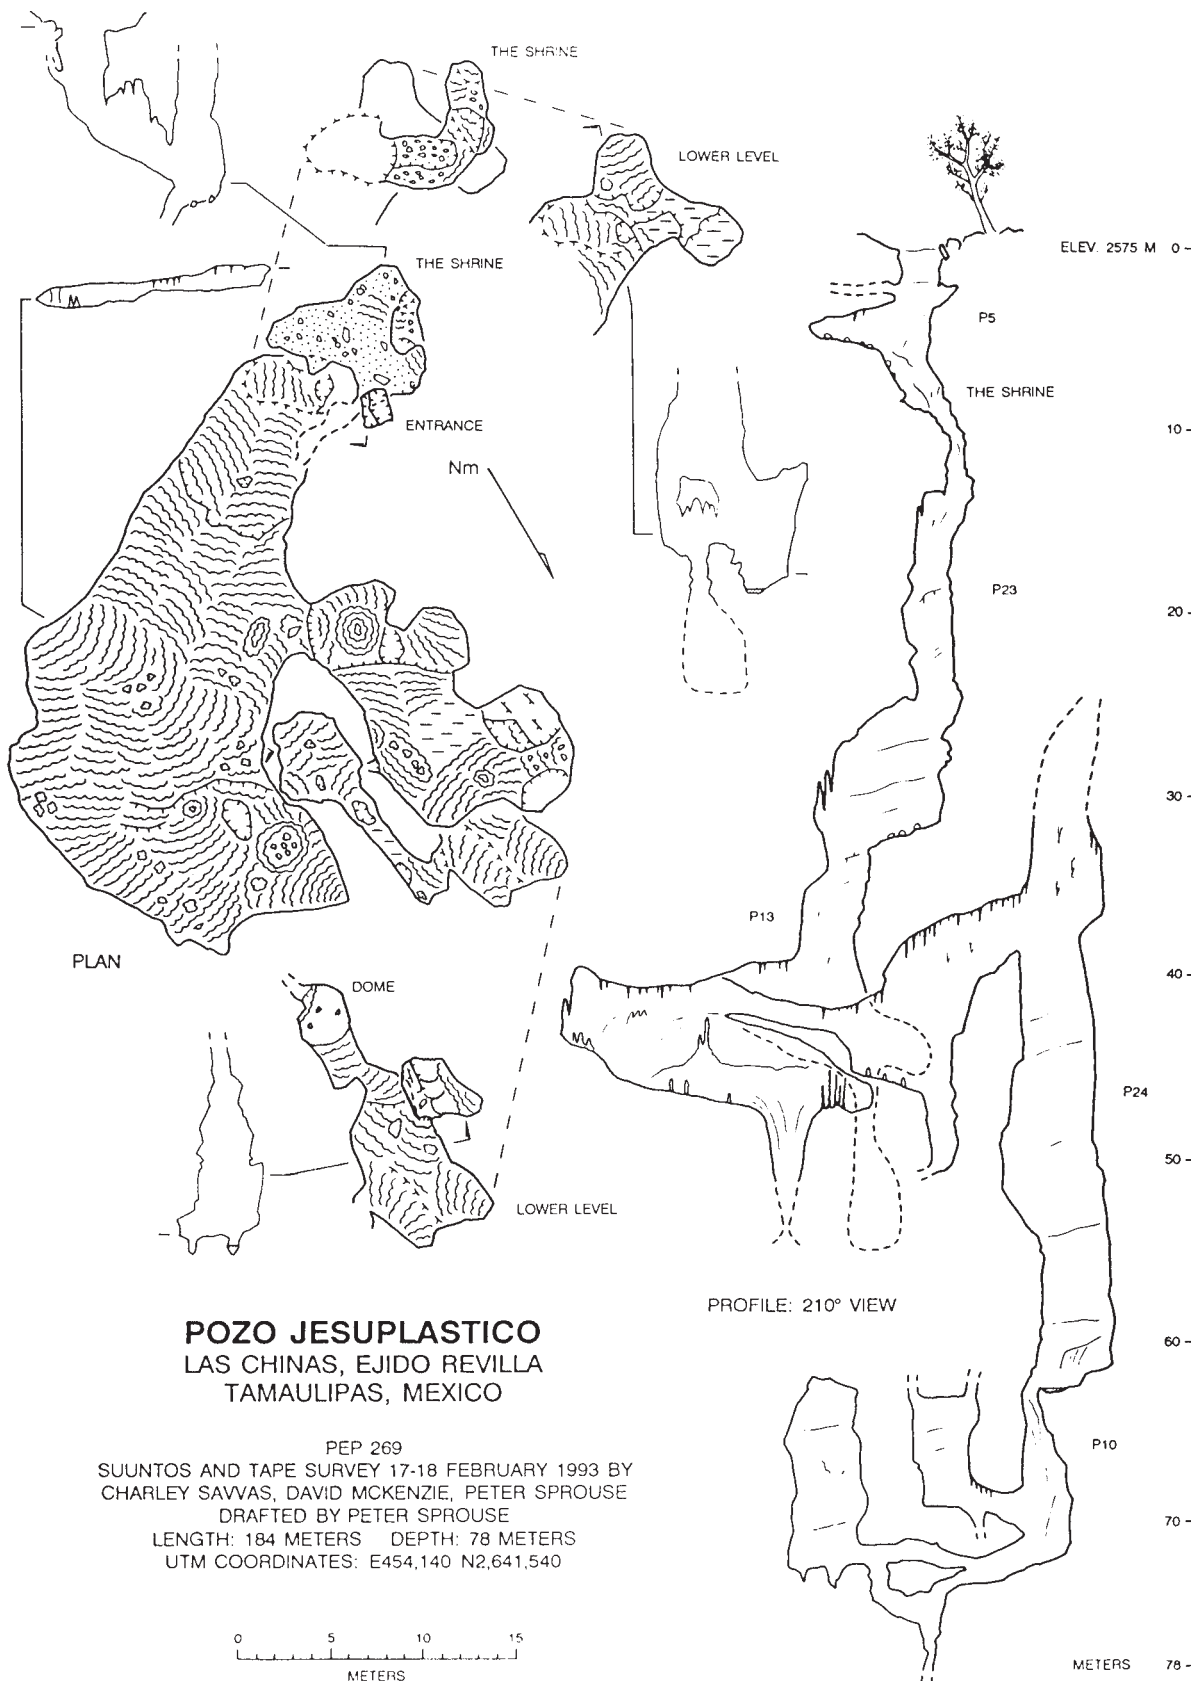 THE SHRINE
LOWER LEVEL
ELEV. 2575 M 0 -
THE SHRINE
P5
THE SHRINE
ENTRANCE
10 -
Nm
P23
20 -
30 -
P13
PLAN
40 -
DOME
P24
50 -
LOWER LEVEL
PROFILE: 210° VIEW
POZO JESUPLASTICO
LAS CHINAS, EJIDO REVILLA
TAMAULIPAS, MEXICO
60 -
P10
PEP 269
SUUNTOS AND TAPE SURVEY 17-18 FEBRUARY 1993 BY
CHARLEY SAVVAS, DAVID MCKENZIE, PETER SPROUSE
DRAFTED BY PETER SPROUSE
LENGTH: 184 METERS DEPTH: 78 METERS
UTM COORDINATES: E454,140 N2,641,540
70 -
0 5 10 15
METERS
METERS 78 -